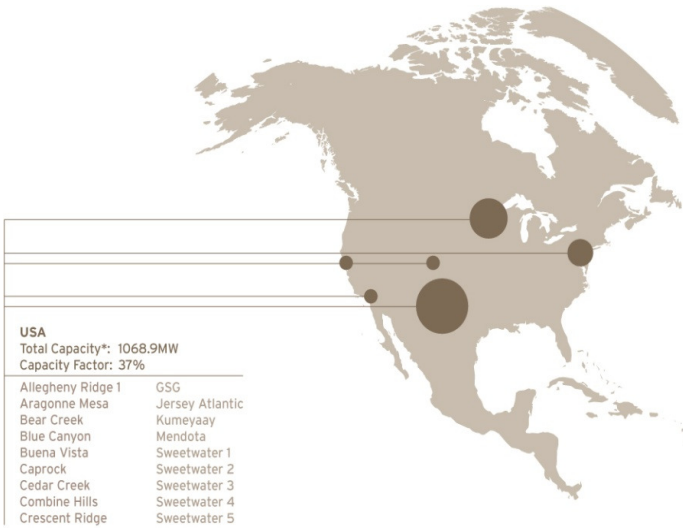 USA
Total Capacity*: 1068.9MW
Capacity Factor: 37%
Allegheny Ridge 1 GSG
Aragonne Mesa Jersey Atlantic
Bear Creek Kumeyaay
Blue Canyon Mendota
Buena Vista Sweetwater 1
Caprock Sweetwater 2
Cedar Creek Sweetwater 3
Combine Hills Sweetwater 4
Crescent Ridge Sweetwater 5